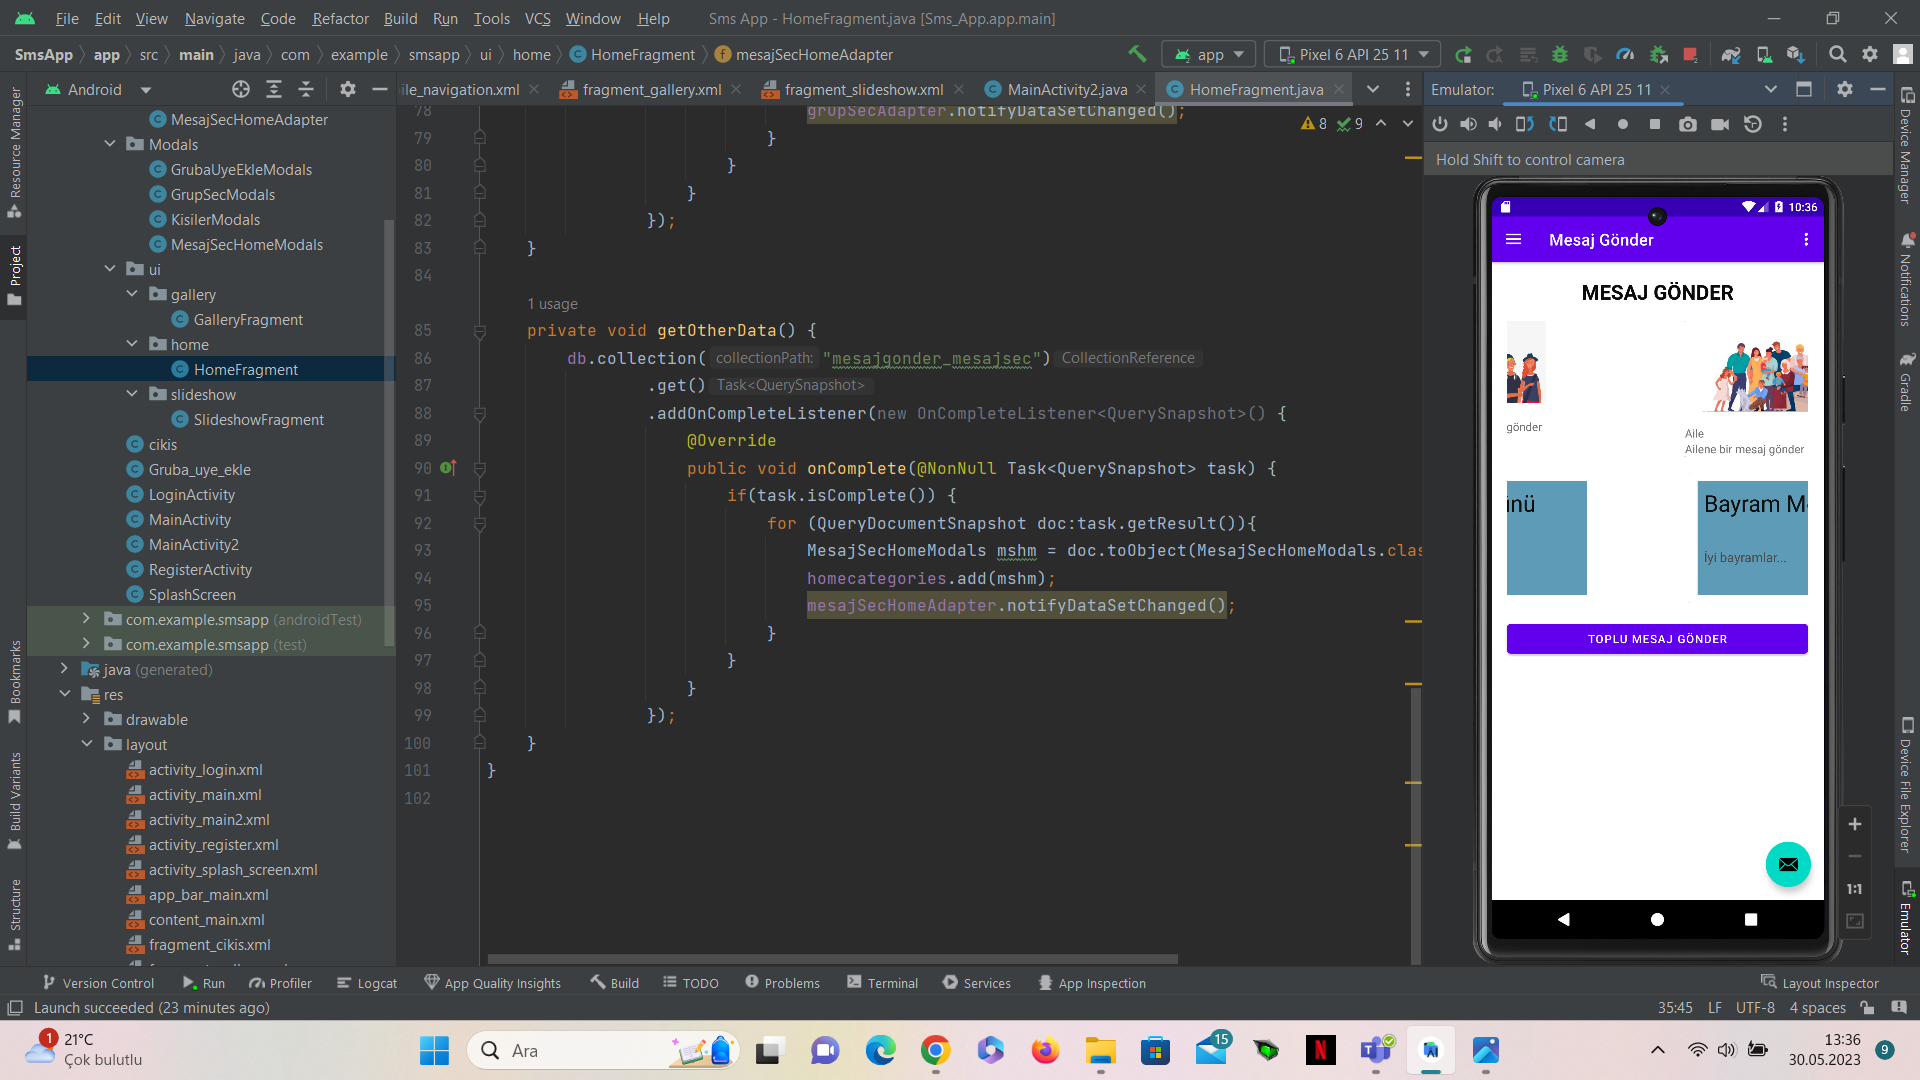 File Edit View Navigate Code Refactor Build Run Tools VCS Window Help Sms App - HomeFragment.java [Sms_App.app.main]
SmsApp app src main java com example smsapp ui home HomeFragment mesajSecHomeAdapter app Pixel 6 API 25 11
Android ile_navigation.xml fragment_gallery.xml fragment_slideshow.xml MainActivity2.java HomeFragment.java Emulator: Pixel 6 API 25 11
Resource Manager
Project
Bookmarks
Build Variants
Structure
MesajSecHomeAdapter
Modals
GrubaUyeEkleModals
GrupSecModals
KisilerModals
MesajSecHomeModals
ui
gallery
GalleryFragment
home
HomeFragment
slideshow
SlideshowFragment
cikis
Gruba_uye_ekle
LoginActivity
MainActivity
MainActivity2
RegisterActivity
SplashScreen
com.example.smsapp (androidTest)
com.example.smsapp (test)
java (generated)
res
drawable
layout
activity_login.xml
activity_main.xml
activity_main2.xml
activity_register.xml
activity_splash_screen.xml
app_bar_main.xml
content_main.xml
fragment_cikis.xml
8 9
78 grupSecAdapter.notifyDataSetChanged();
79 }
80 }
81 }
82 });
83 }
84
1 usage
85 private void getOtherData() {
86 db.collection( collectionPath: "mesajgonder_mesajsec") CollectionReference
87 .get() Task<QuerySnapshot>
88 .addOnCompleteListener(new OnCompleteListener<QuerySnapshot>() {
89 @Override
90 public void onComplete(@NonNull Task<QuerySnapshot> task) {
91 if(task.isComplete()) {
92 for (QueryDocumentSnapshot doc:task.getResult()){
93 MesajSecHomeModals mshm = doc.toObject(MesajSecHomeModals.clas
94 homecategories.add(mshm);
95 mesajSecHomeAdapter.notifyDataSetChanged();
96 }
97 }
98 }
99 });
100 }
101 }
102
Hold Shift to control camera
10:36
Mesaj Gönder
MESAJ GÖNDER
gönder
Aile
Ailene bir mesaj gönder
ünü
Bayram Me
İyi bayramlar...
TOPLU MESAJ GÖNDER
1:1
Device Manager
Notifications
Gradle
Device File Explorer
Emulator
Version Control Run Profiler Logcat App Quality Insights Build TODO Problems Terminal Services App Inspection Layout Inspector
Launch succeeded (23 minutes ago) 35:45 LF UTF-8 4 spaces
1
21°C
Çok bulutlu
Ara
15
N
13:36
30.05.2023
9